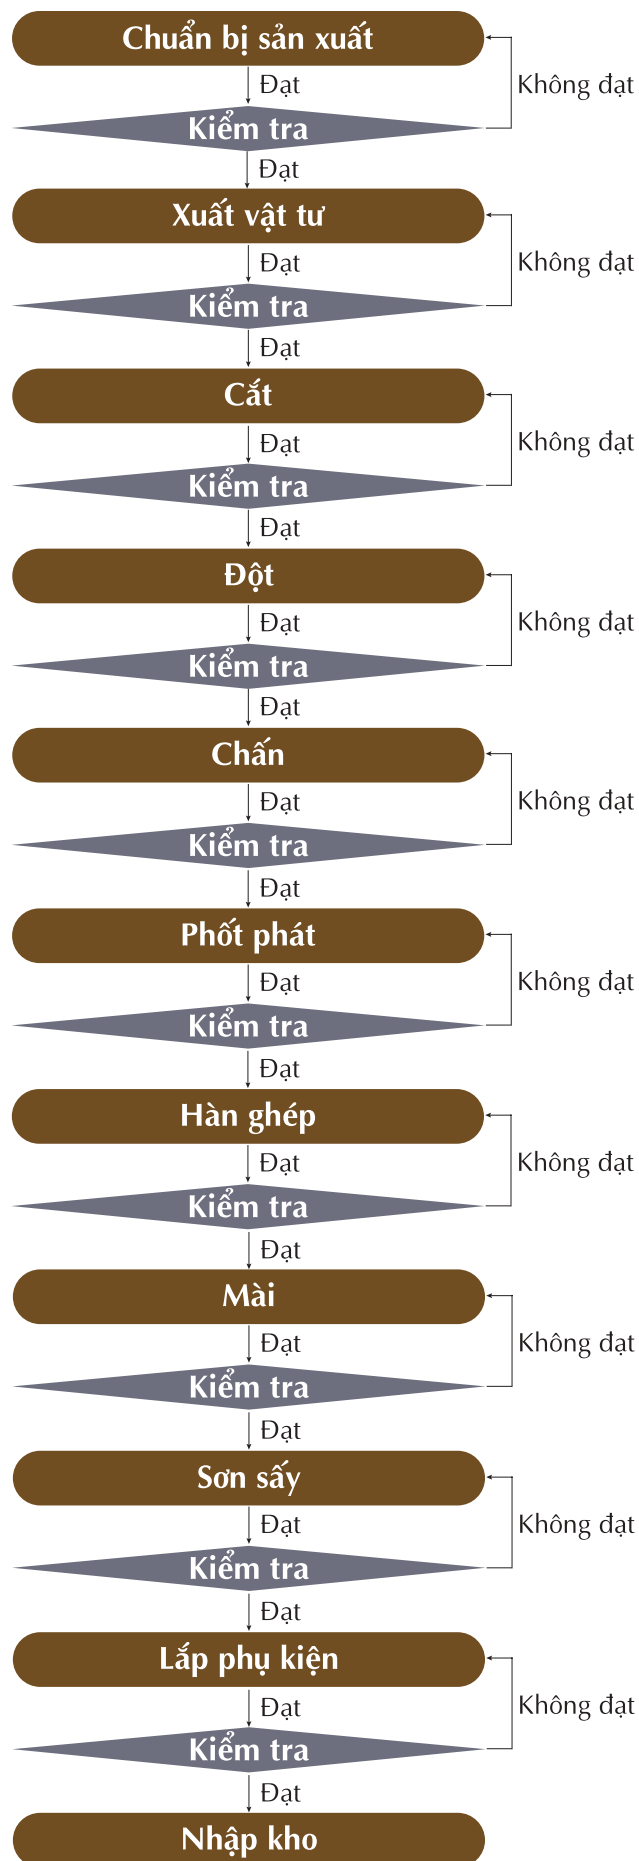 Chuẩn bị sản xuất
Đạt
Không đạt
Kiểm tra
Đạt
Xuất vật tư
Đạt
Không đạt
Kiểm tra
Đạt
Cắt
Đạt
Không đạt
Kiểm tra
Đạt
Đột
Đạt
Không đạt
Kiểm tra
Đạt
Chấn
Đạt
Không đạt
Kiểm tra
Đạt
Phốt phát
Đạt
Không đạt
Kiểm tra
Đạt
Hàn ghép
Đạt
Không đạt
Kiểm tra
Đạt
Mài
Đạt
Không đạt
Kiểm tra
Đạt
Sơn sấy
Đạt
Không đạt
Kiểm tra
Đạt
Lắp phụ kiện
Đạt
Không đạt
Kiểm tra
Đạt
Nhập kho